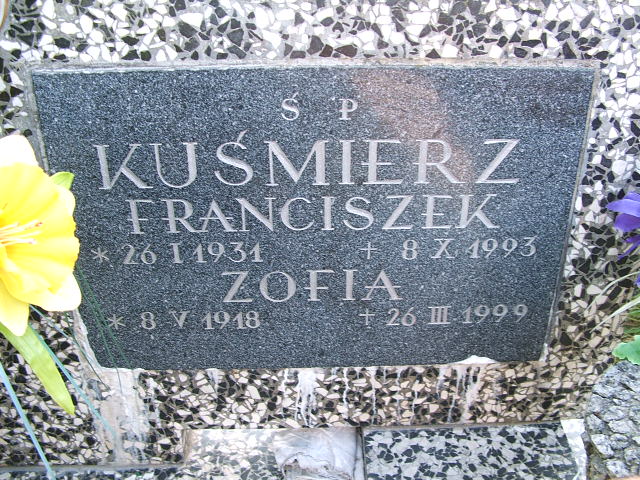 Ś P
KUŚMIERZ
FRANCISZEK
* 26 I 1931 + 8 X 1993
ZOFIA
* 8 V 1918 + 26 III 1999